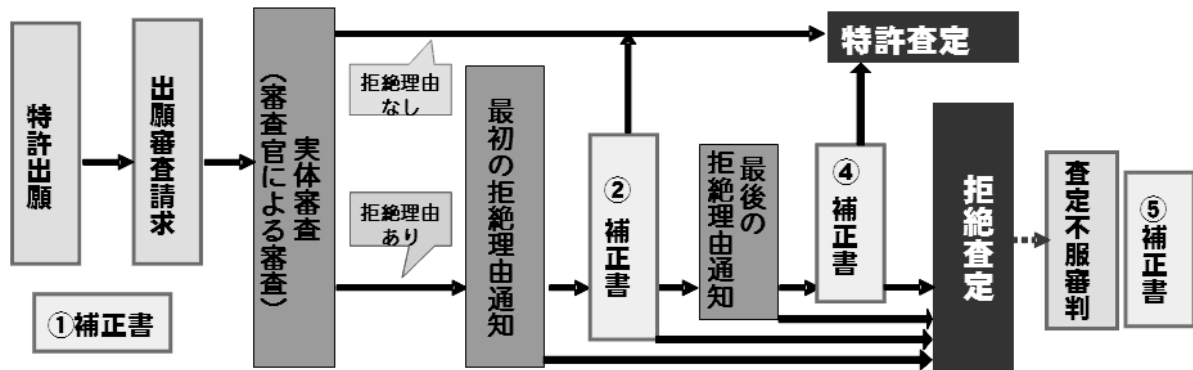 特許出願
出願審査請求
①補正書
実体審査
（審査官による審査）
拒絶理由
なし
拒絶理由
あり
最初の拒絶理由通知
②補正書
最後の
拒絶理由通知
④補正書
特許査定
拒絶査定
査定不服審判
⑤補正書